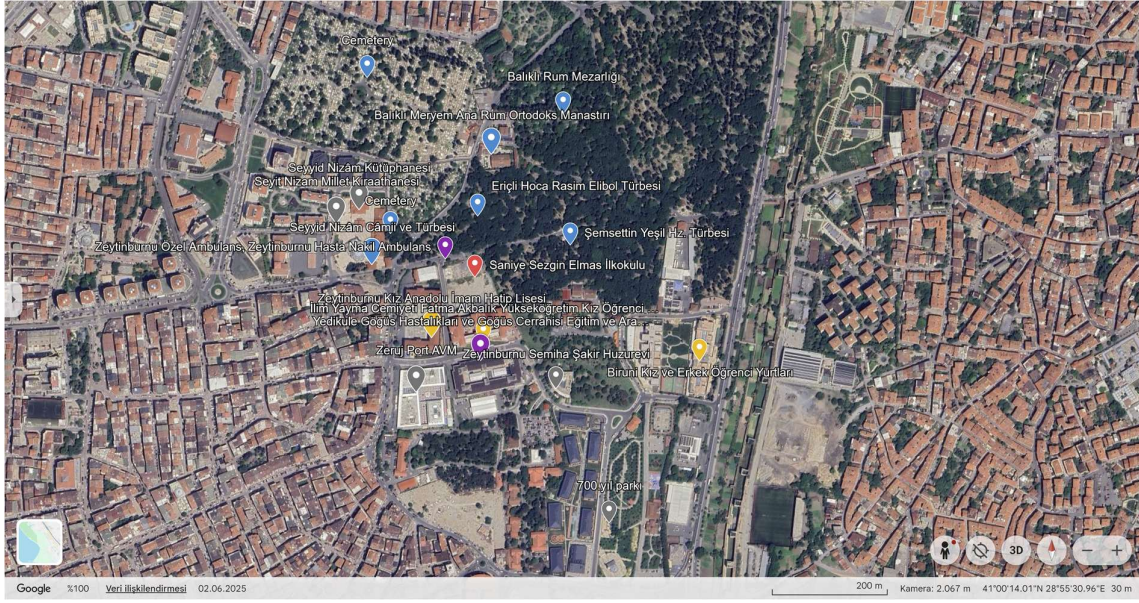 Cemetery
Balıklı Rum Mezarlığı
Balıklı Meryem Ana Rum Ortodoks Manastırı
Seyyid Nizâm Kütüphanesi
Seyit Nizam Millet Kıraathanesi
Eriçli Hoca Rasim Elibol Türbesi
Cemetery
Seyyid Nizâm Camii ve Türbesi
Şemsettin Yeşil Hz. Türbesi
Zeytinburnu Özel Ambulans, Zeytinburnu Hasta Nakil Ambulans
Saniye Sezgin Elmas İlkokulu
Zeytinburnu Kız Anadolu İmam Hatip Lisesi...
İlim Yayma Cemiyeti Fatma Akbalık Yükseköğretim Kız Öğrenci ...
Yedikule Göğüs Hastalıkları ve Göğüs Cerrahisi Eğitim ve Ara...
Zeruj Port AVM
Zeytinburnu Semiha Şakir Huzurevi
Biruni Kız ve Erkek Öğrenci Yurtları
700 yıl parkı
3D
Google
%100
Veri ilişkilendirmesi
02.06.2025
200 m
Kamera: 2.067 m
41°00'14.01"N 28°55'30.96"E
30 m